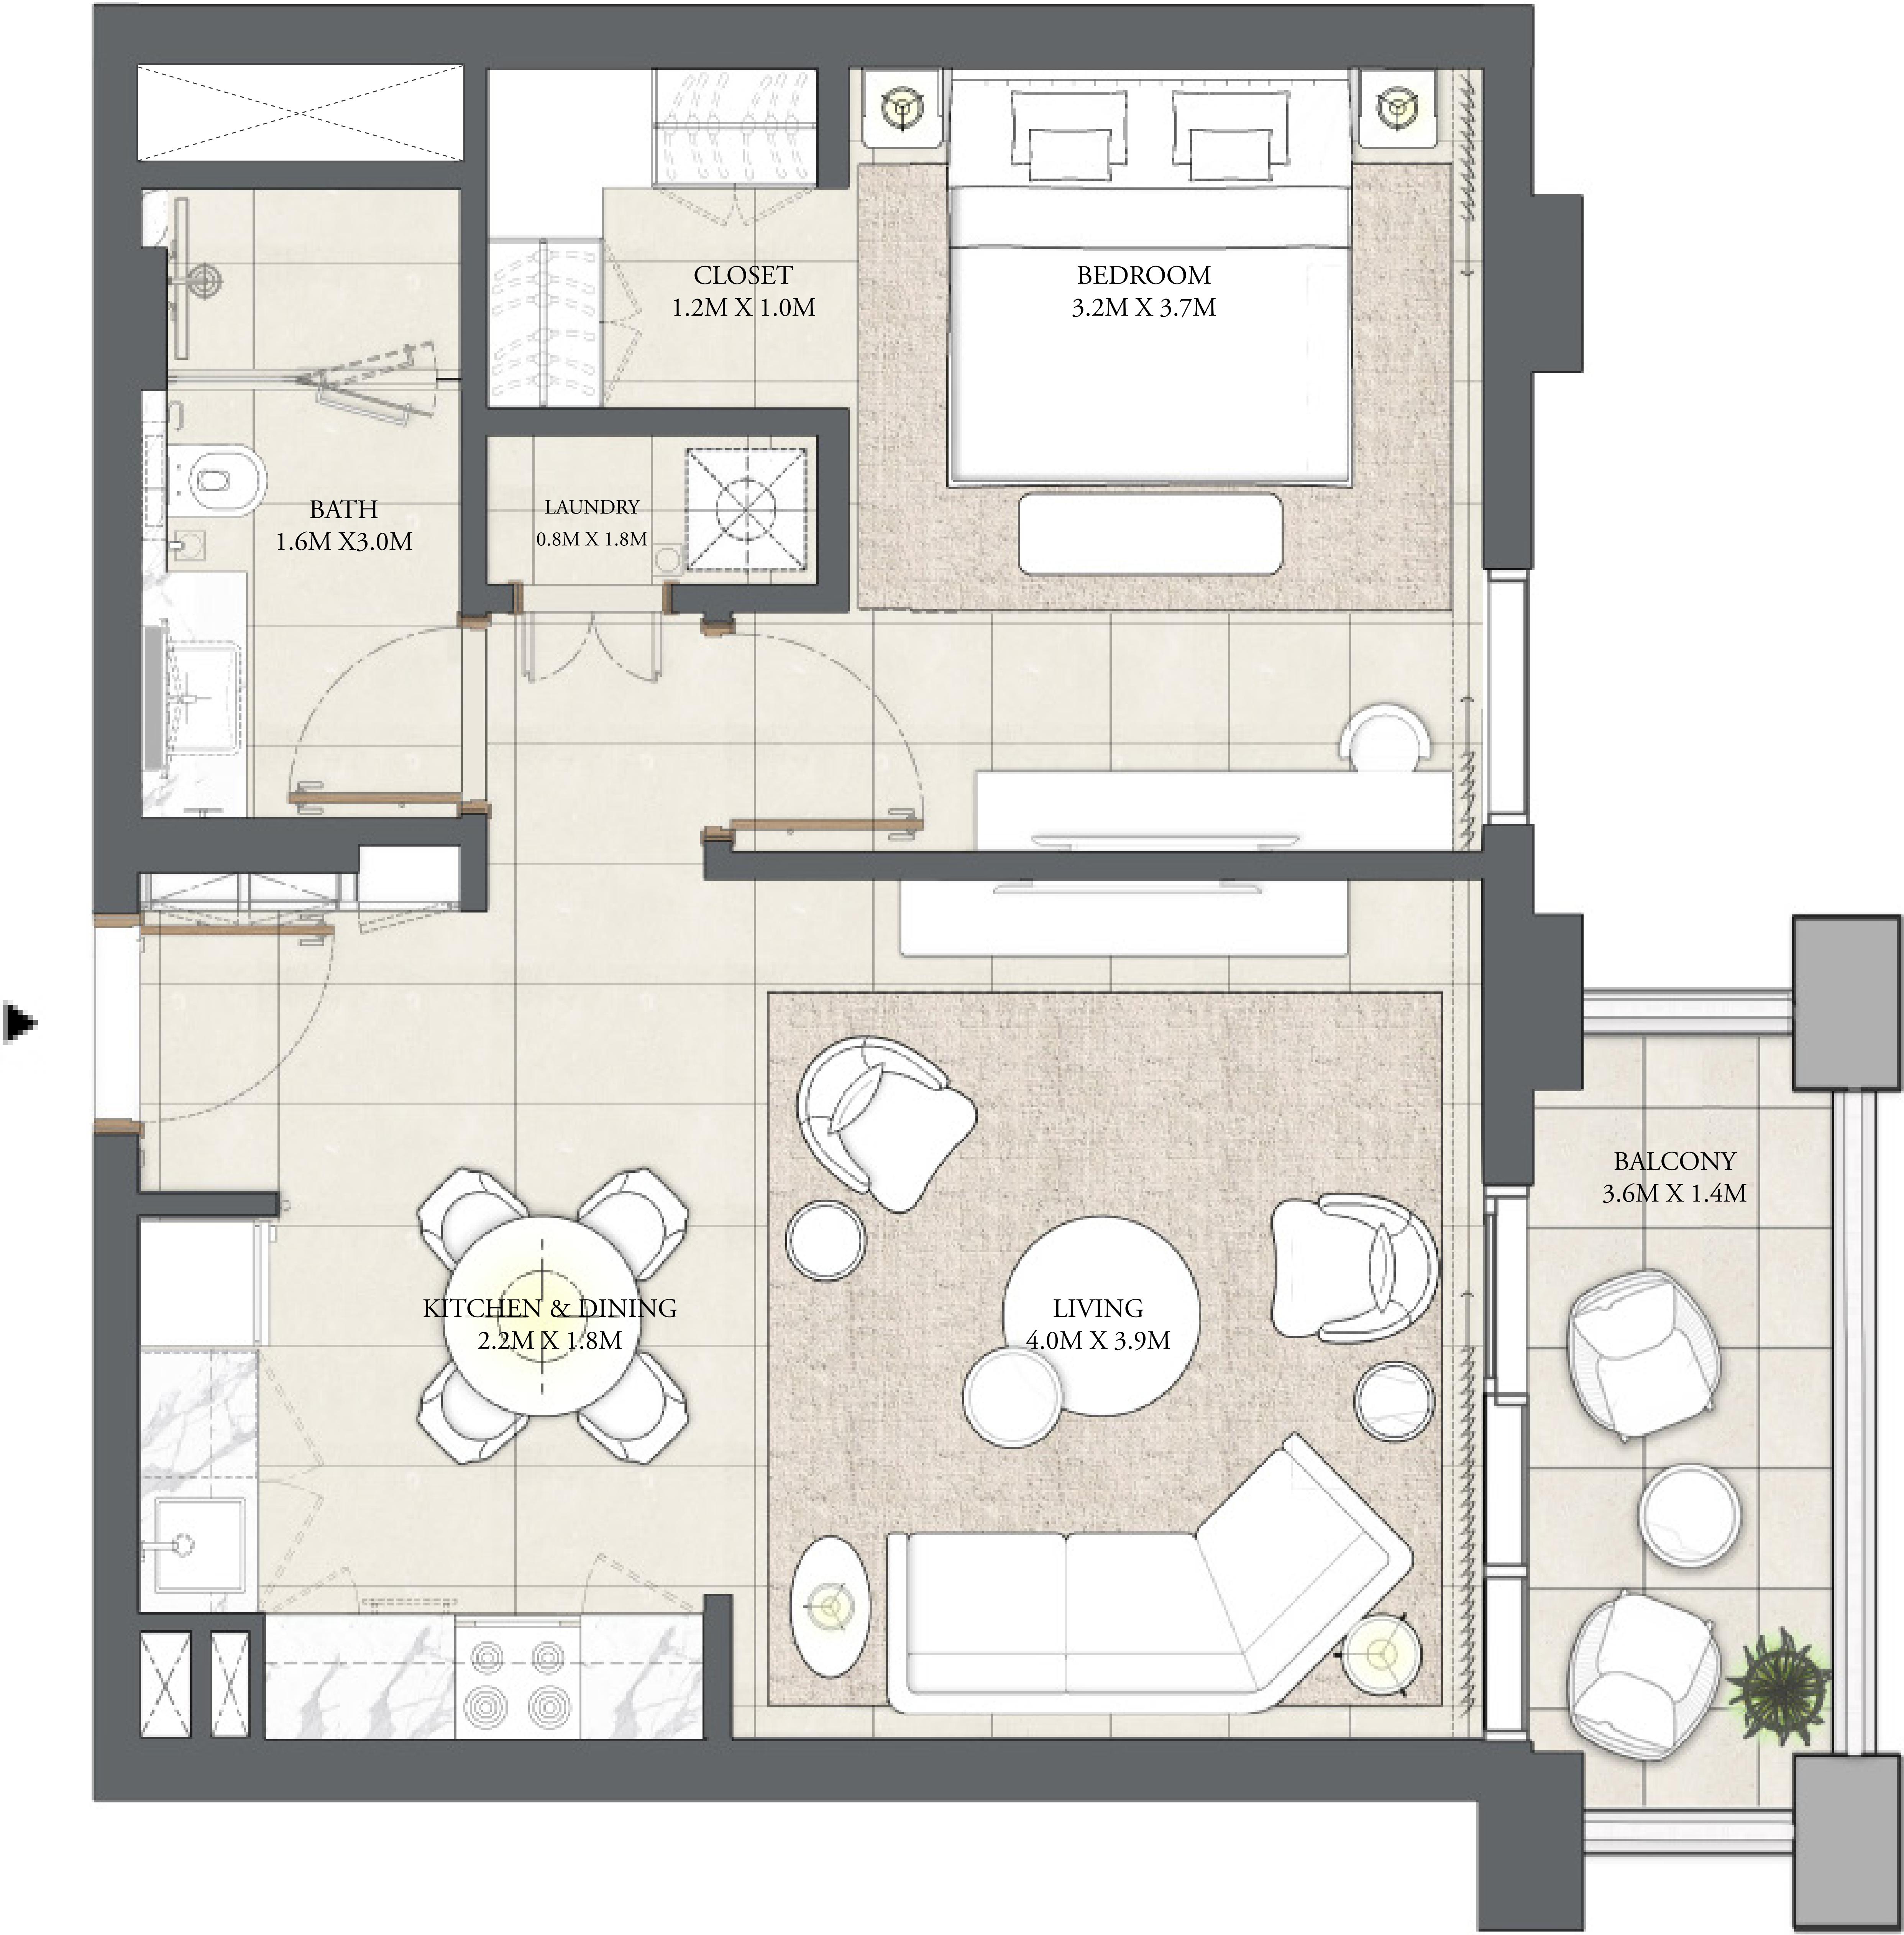 CLOSET
1.2M X 1.0M
BEDROOM
3.2M X 3.7M
BATH
1.6M X3.0M
LAUNDRY
0.8M X 1.8M
BALCONY
3.6M X 1.4M
KITCHEN & DINING
2.2M X 1.8M
LIVING
4.0M X 3.9M